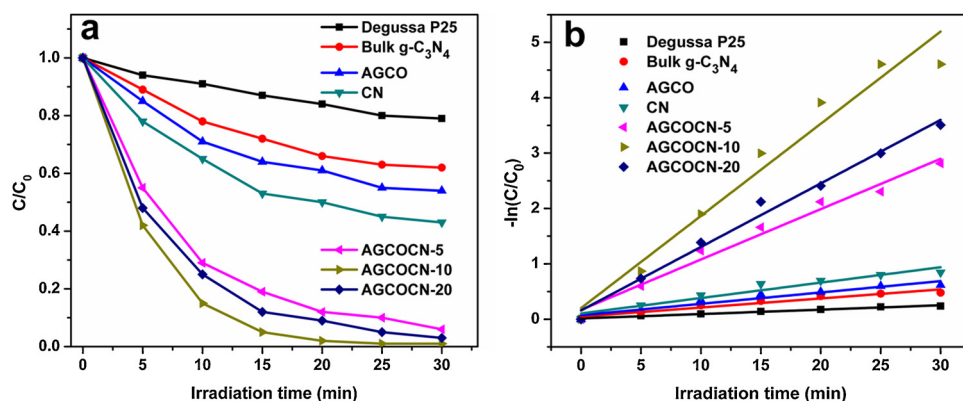 a
Degussa P25
Bulk g-C₃N₄
AGCO
CN
AGCOCN-5
AGCOCN-10
AGCOCN-20
C/C₀
1.0
0.8
0.6
0.4
0.2
0.0
0 5 10 15 20 25 30
Irradiation time (min)
b
Degussa P25
Bulk g-C₃N₄
AGCO
CN
AGCOCN-5
AGCOCN-10
AGCOCN-20
-ln(C/C₀)
5
4
3
2
1
0
0 5 10 15 20 25 30
Irradiation time (min)